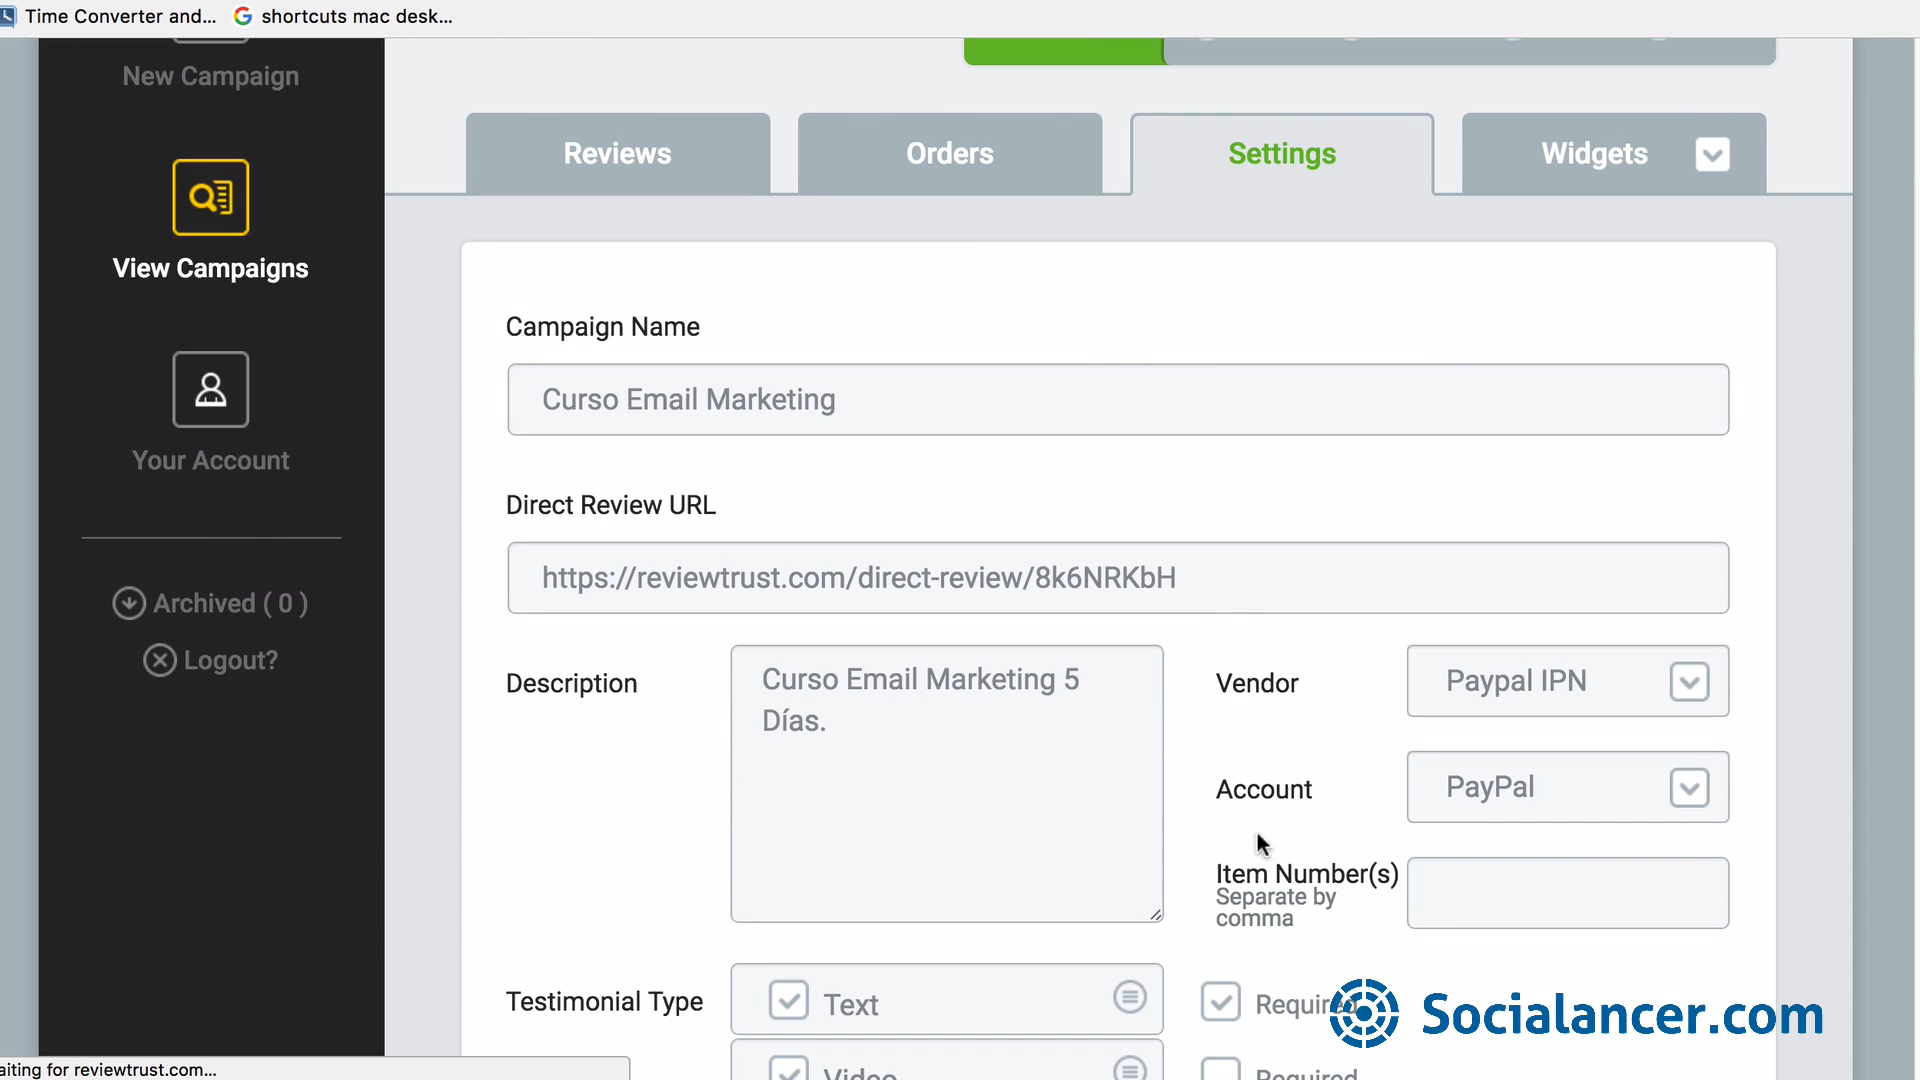 Time Converter and...
shortcuts mac desk...
New Campaign
View Campaigns
Your Account
Archived ( 0 )
Logout?
Reviews
Orders
Settings
Widgets
Campaign Name
Curso Email Marketing
Direct Review URL
https://reviewtrust.com/direct-review/8k6NRKbH
Description
Curso Email Marketing 5
Días.
Vendor
Paypal IPN
Account
PayPal
Item Number(s)
Separate by
comma
Testimonial Type
Text
Required
Video
Required
Socialancer.com
aiting for reviewtrust.com...